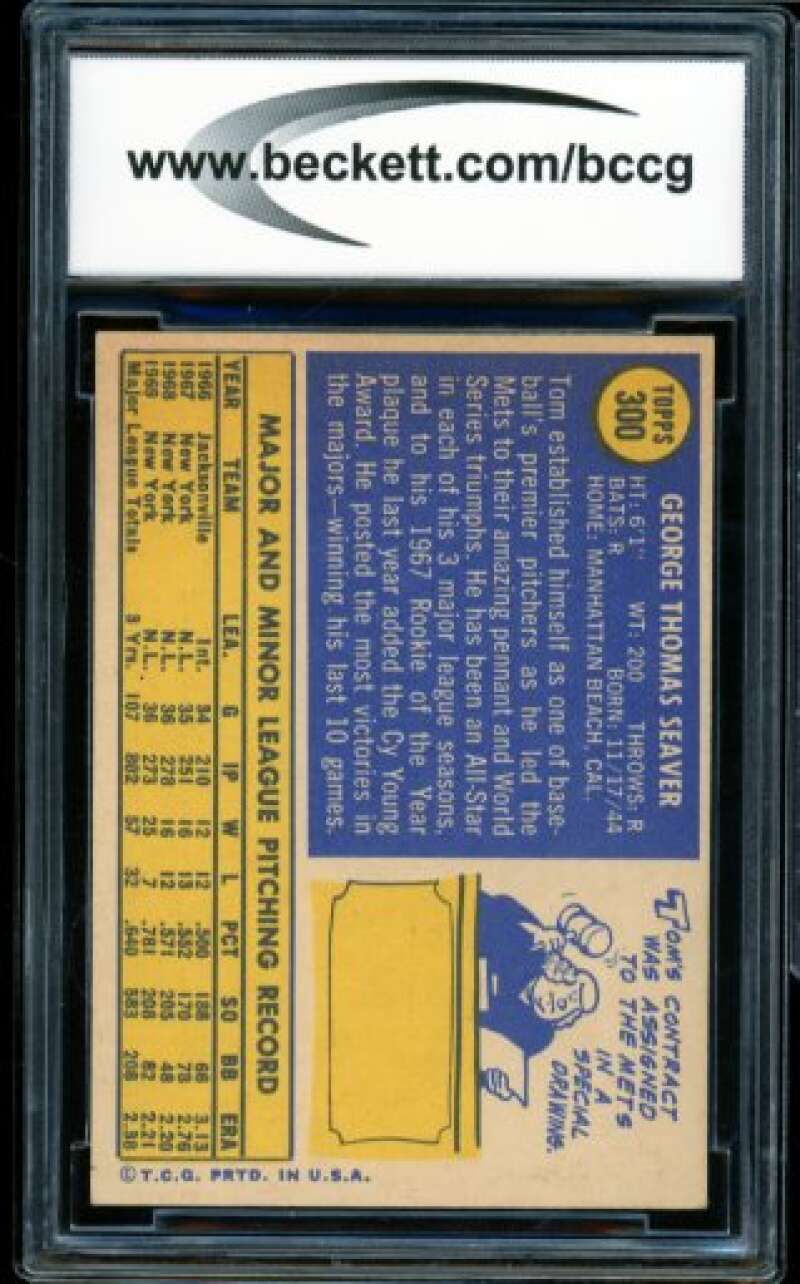 www.beckett.com/bccg
TOPPS
300
GEORGE THOMAS SEAVER
HT: 6'1" WT: 200 THROWS: R
BATS: R BORN: 11/17/44
HOME: MANHATTAN BEACH, CAL.
Tom established himself as one of base-
ball's premier pitchers as he led the
Mets to their amazing pennant and World
Series triumphs. He has been an All-Star
in each of his 3 major league seasons,
and to his 1967 Rookie of the Year
plaque he last year added the Cy Young
Award. He posted the most victories in
the majors—winning his last 10 games.
TOM'S CONTRACT
WAS ASSIGNED
TO THE METS
IN A
SPECIAL
DRAWING.
MAJOR AND MINOR LEAGUE PITCHING RECORD
YEAR TEAM LEA. G IP W L PCT SO BB ERA
1966 Jacksonville Int. 34 210 12 12 .500 188 66 3.13
1967 New York N.L. 35 251 16 13 .552 170 78 2.76
1968 New York N.L. 36 278 16 12 .571 205 48 2.20
1969 New York N.L. 36 273 25 7 .781 208 82 2.21
Major League Totals 3 Yrs. 107 802 57 32 .640 583 208 2.38
© T.C.G. PRTD. IN U.S.A.